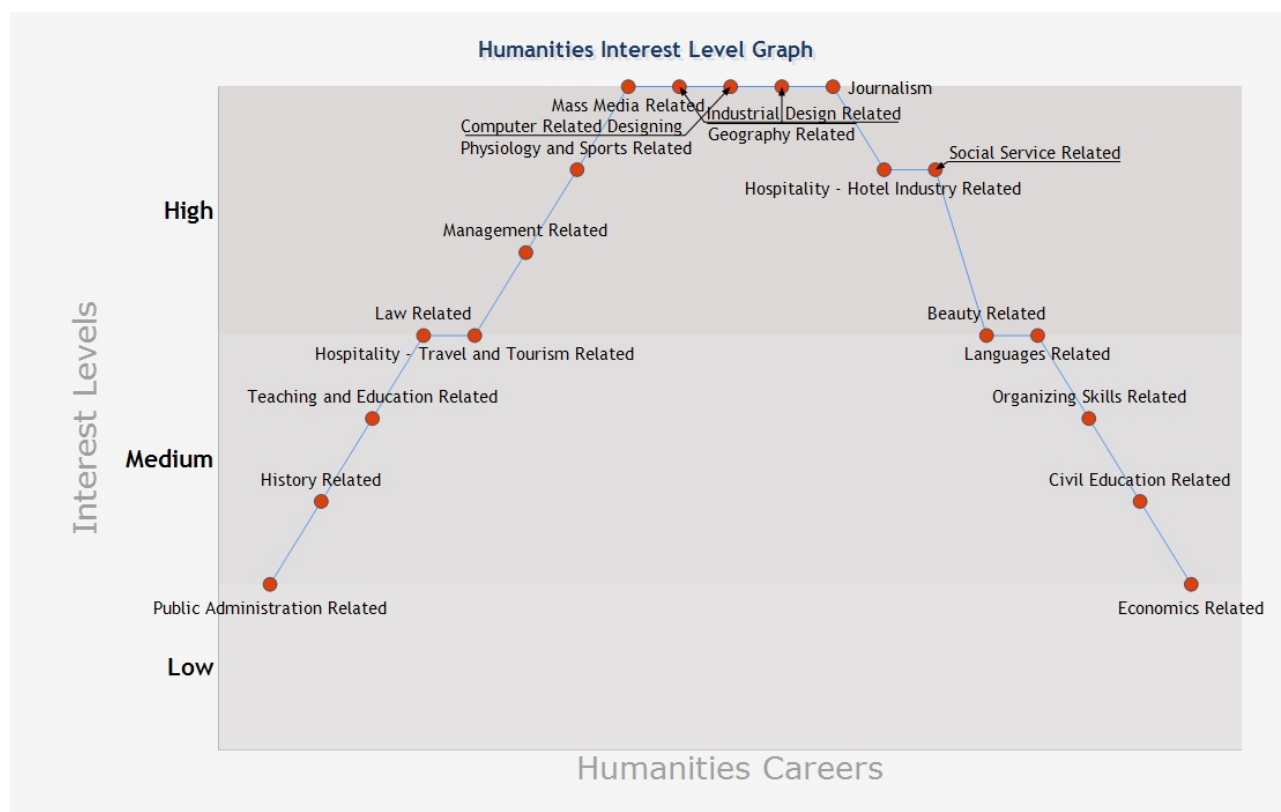 Humanities Interest Level Graph
Journalism
Mass Media Related
Industrial Design Related
Computer Related Designing
Geography Related
Physiology and Sports Related
Social Service Related
Hospitality - Hotel Industry Related
High
Management Related
Law Related
Beauty Related
Hospitality - Travel and Tourism Related
Languages Related
Teaching and Education Related
Organizing Skills Related
Interest Levels
Medium
History Related
Civil Education Related
Public Administration Related
Economics Related
Low
Humanities Careers